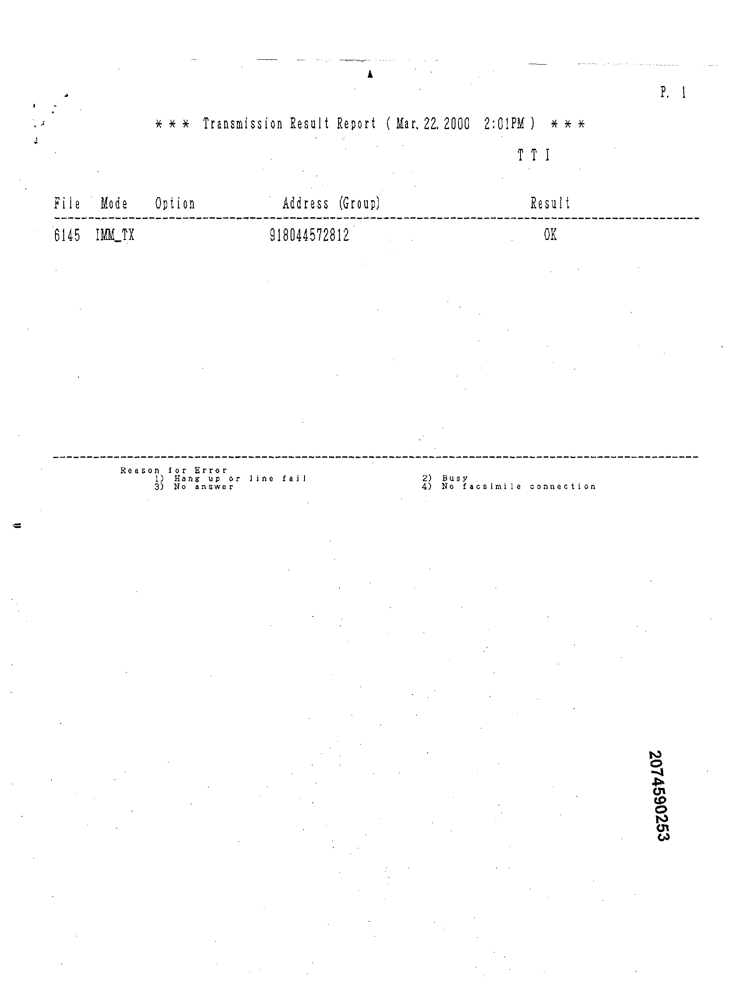 P. 1
* * * Transmission Result Report ( Mar. 22. 2000 2:01PM ) * * *
T T I
File Mode Option Address (Group) Result
6145 IMM_TX 918044572812 OK
Reason for Error
1) Hang up or line fail 2) Busy
3) No answer 4) No facsimile connection
2074590253